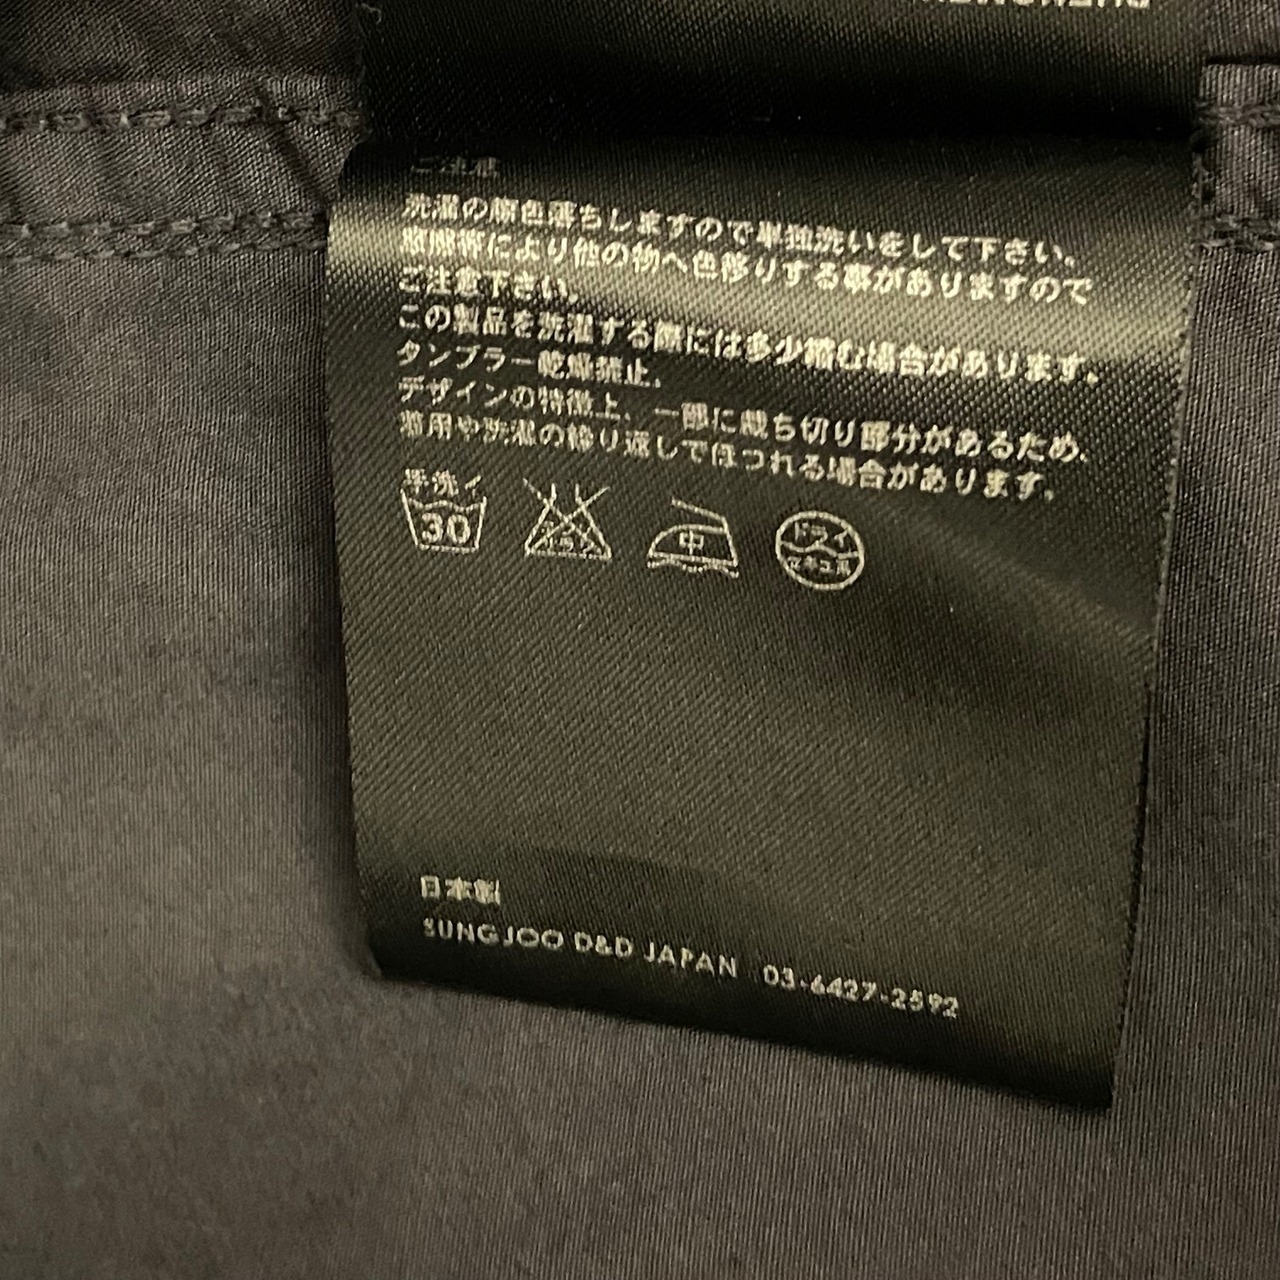 洗濯の際色落ちしますので単独洗いをして下さい。
摩擦等により他の物へ色移りする事がありますので
ご注意下さい。
この製品を洗濯する際には多少縮む場合があります。
タンブラー乾燥禁止。
デザインの特徴上、一部に裁ち切り部分があるため、
着用や洗濯の繰り返しでほつれる場合があります。
手洗イ
30
中
ドライ
日本製
SUNGJOO D&D JAPAN 03-6427-2592